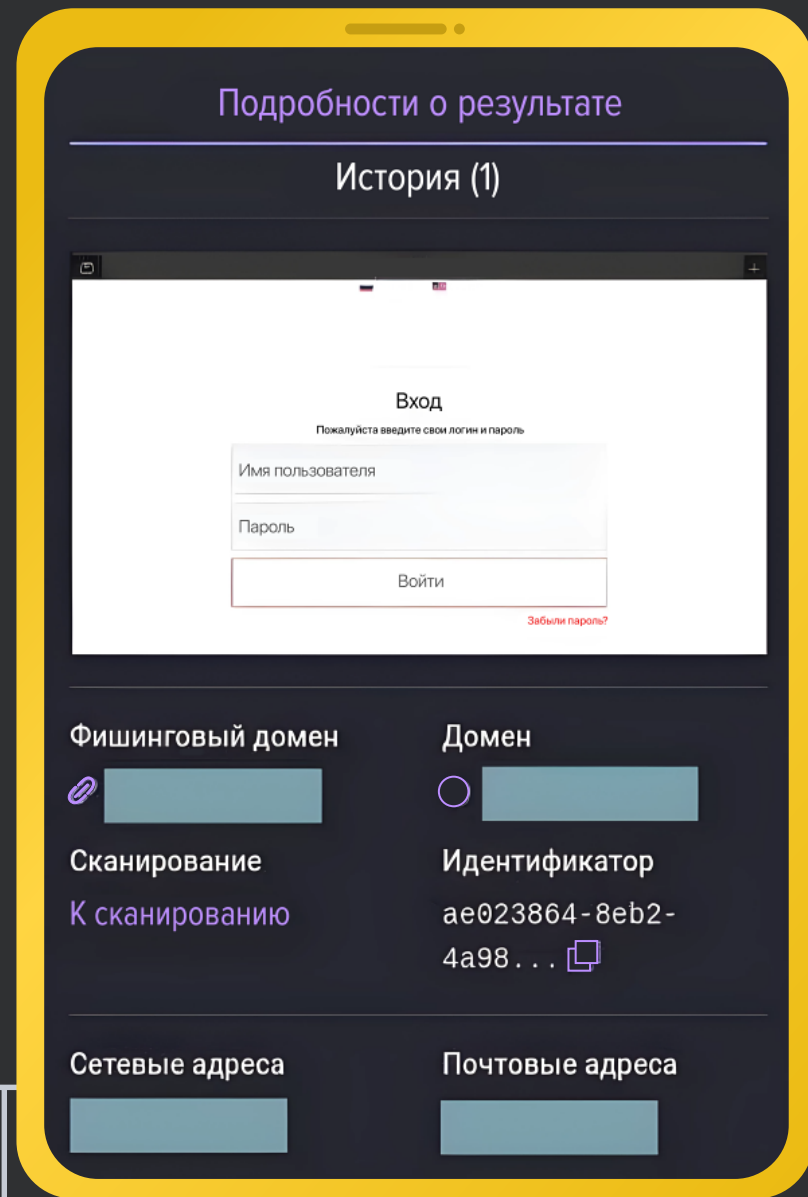 Подробности о результате
История (1)
Вход
Пожалуйста введите свои логин и пароль
Имя пользователя
Пароль
Войти
Забыли пароль?
Фишинговый домен
Домен
Сканирование
Идентификатор
К сканированию
ae023864-8eb2-
4a98...
Сетевые адреса
Почтовые адреса